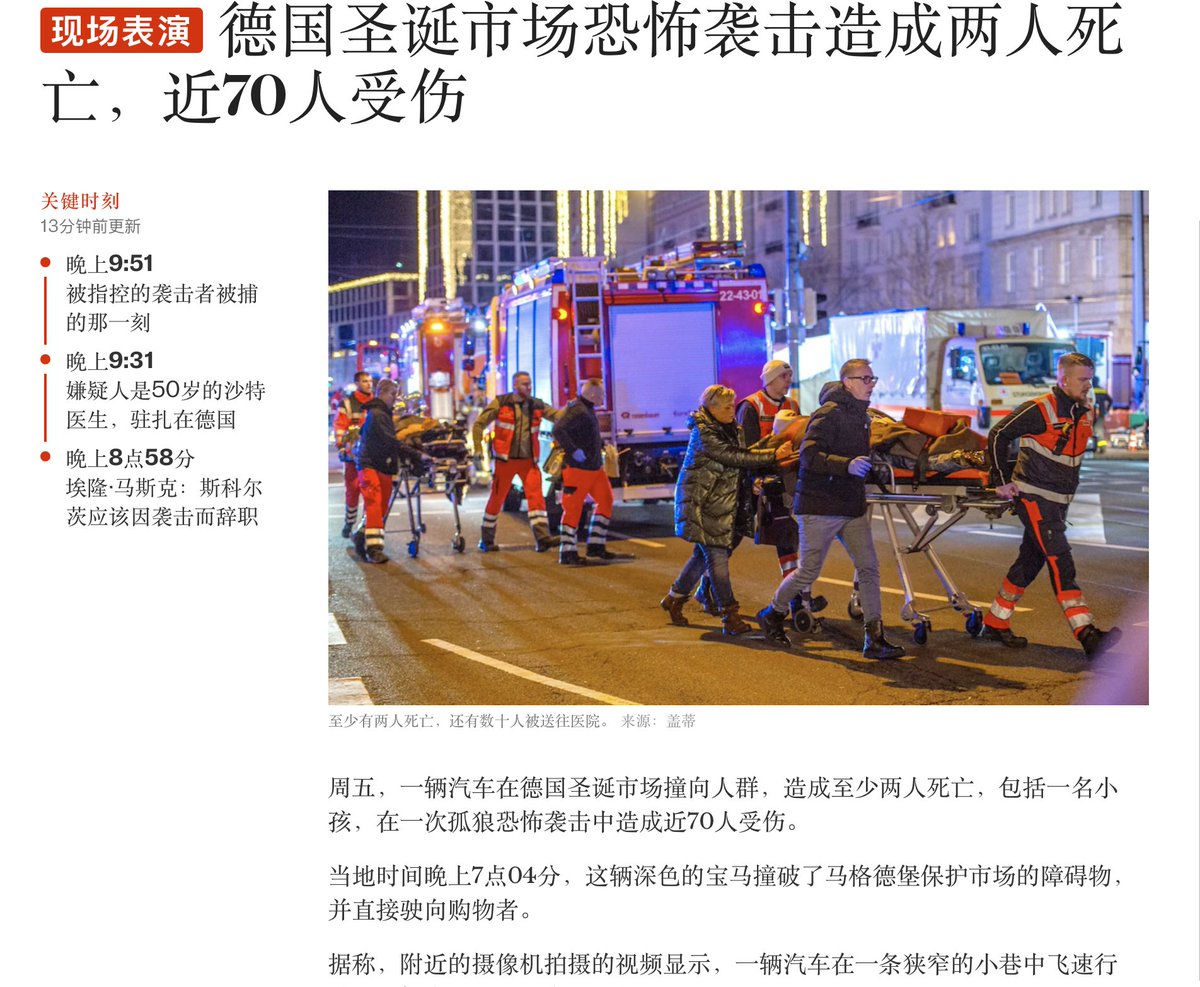 现场表演 德国圣诞市场恐怖袭击造成两人死
亡，近70人受伤
关键时刻
13分钟前更新
晚上9:51
被指控的袭击者被捕
的那一刻
晚上9:31
嫌疑人是50岁的沙特
医生，驻扎在德国
晚上8点58分
埃隆·马斯克：斯科尔
茨应该因袭击而辞职
22-43-01
至少有两人死亡，还有数十人被送往医院。 来源：盖蒂
周五，一辆汽车在德国圣诞市场撞向人群，造成至少两人死亡，包括一名小
孩，在一次孤狼恐怖袭击中造成近70人受伤。
当地时间晚上7点04分，这辆深色的宝马撞破了马格德堡保护市场的障碍物，
并直接驶向购物者。
据称，附近的摄像机拍摄的视频显示，一辆汽车在一条狭窄的小巷中飞速行